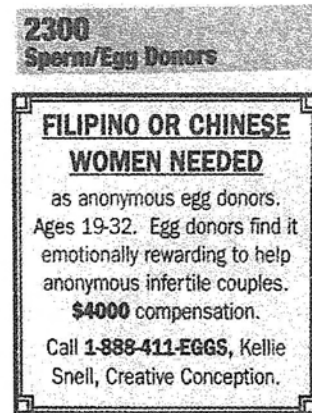 2300
Sperm/Egg Donors
FILIPINO OR CHINESE
WOMEN NEEDED
as anonymous egg donors.
Ages 19-32. Egg donors find it
emotionally rewarding to help
anonymous infertile couples.
$4000 compensation.
Call 1-888-411-EGGS, Kellie
Snell, Creative Conception.